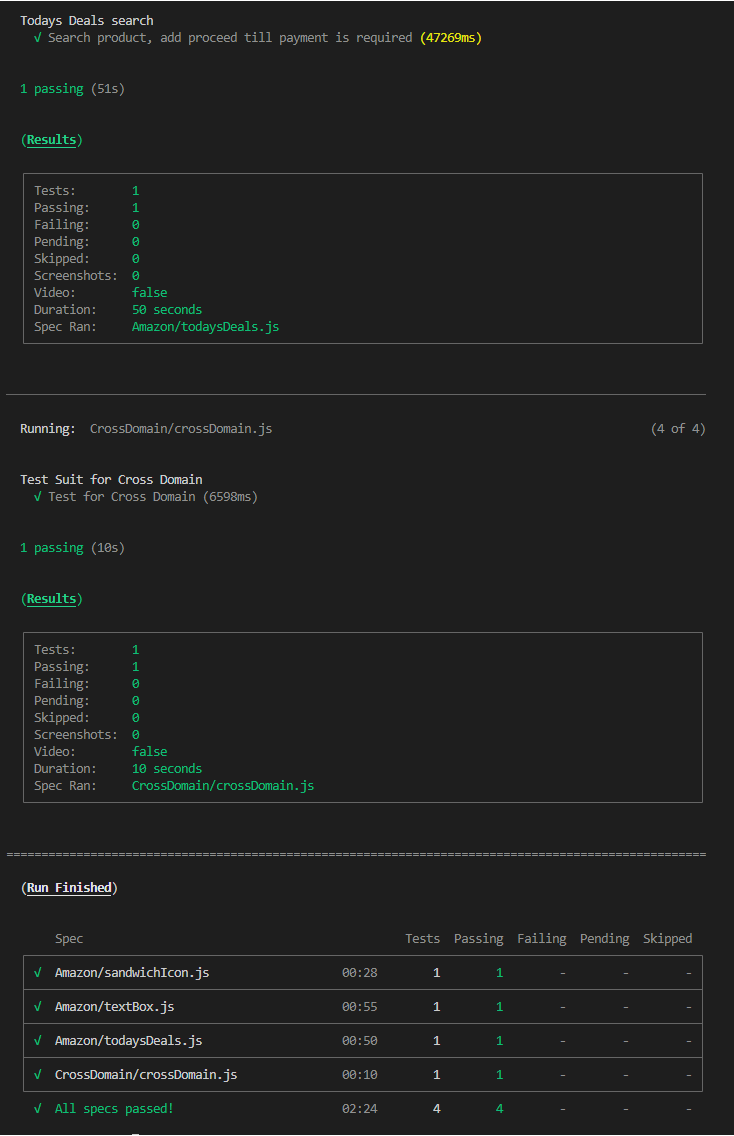 Todays Deals search
√ Search product, add proceed till payment is required (47269ms)
1 passing (51s)
(Results)
Tests: 1
Passing: 1
Failing: 0
Pending: 0
Skipped: 0
Screenshots: 0
Video: false
Duration: 50 seconds
Spec Ran: Amazon/todaysDeals.js
Running: CrossDomain/crossDomain.js (4 of 4)
Test Suit for Cross Domain
√ Test for Cross Domain (6598ms)
1 passing (10s)
(Results)
Tests: 1
Passing: 1
Failing: 0
Pending: 0
Skipped: 0
Screenshots: 0
Video: false
Duration: 10 seconds
Spec Ran: CrossDomain/crossDomain.js
====================================================================================================
(Run Finished)
Spec Tests Passing Failing Pending Skipped
√ Amazon/sandwichIcon.js 00:28 1 1 - - -
√ Amazon/textBox.js 00:55 1 1 - - -
√ Amazon/todaysDeals.js 00:50 1 1 - - -
√ CrossDomain/crossDomain.js 00:10 1 1 - - -
√ All specs passed! 02:24 4 4 - - -